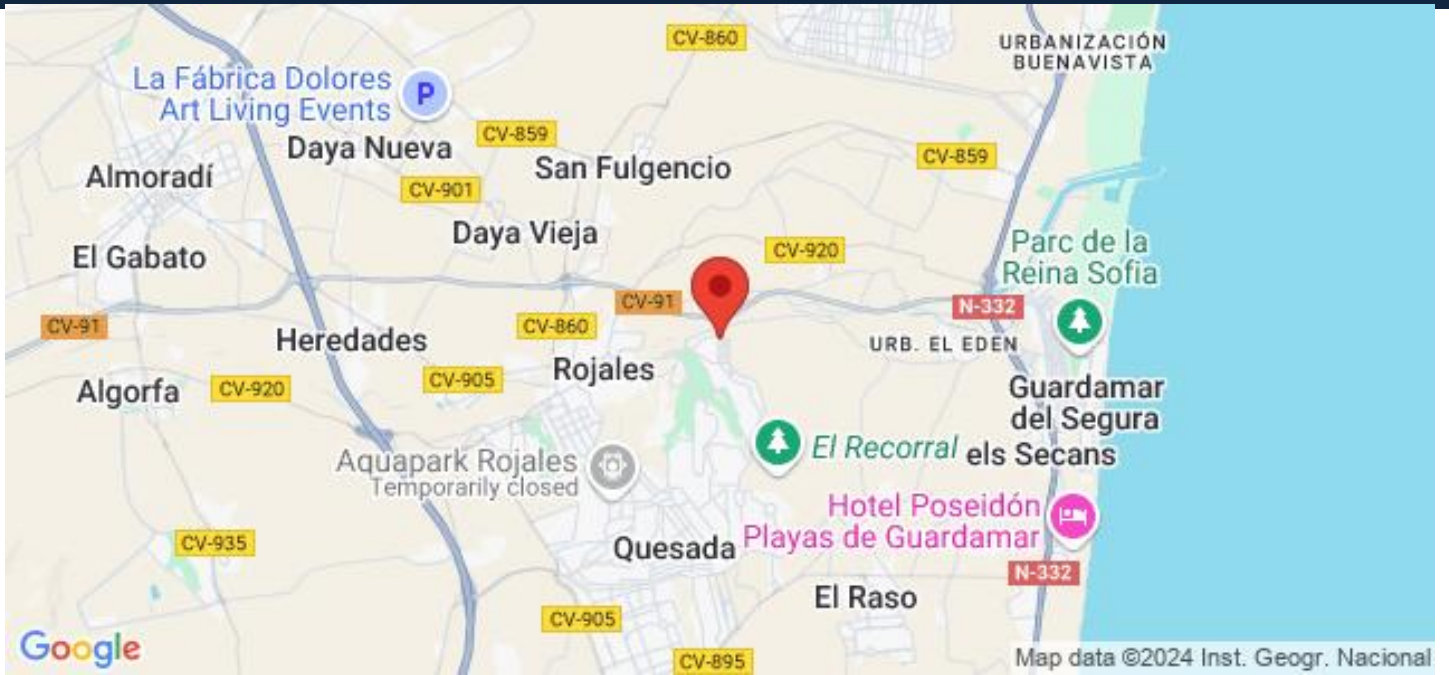 CV-860
URBANIZACIÓN
BUENAVISTA
La Fábrica Dolores
Art Living Events
P
CV-859
Daya Nueva
San Fulgencio
CV-859
Almoradí
CV-901
Daya Vieja
CV-920
Parc de la
Reina Sofia
El Gabato
CV-91
N-332
CV-91
CV-860
Heredades
URB. EL EDEN
Rojales
CV-905
Algorfa
CV-920
Guardamar
del Segura
El Recorral
els Secans
Aquapark Rojales
Temporarily closed
Hotel Poseidón
Playas de Guardamar
CV-935
Quesada
N-332
El Raso
CV-905
Google
CV-895
Map data ©2024 Inst. Geogr. Nacional